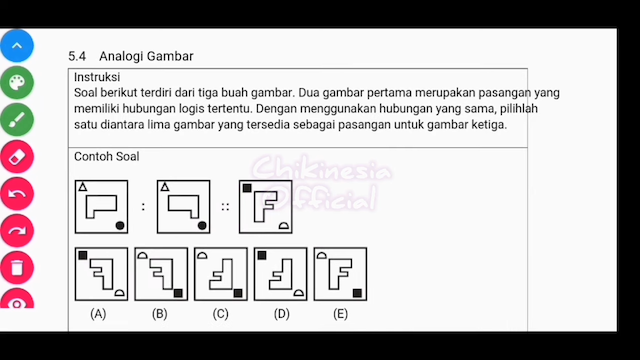 5.4 Analogi Gambar
Instruksi
Soal berikut terdiri dari tiga buah gambar. Dua gambar pertama merupakan pasangan yang
memiliki hubungan logis tertentu. Dengan menggunakan hubungan yang sama, pilihlah
satu diantara lima gambar yang tersedia sebagai pasangan untuk gambar ketiga.
Contoh Soal
Chikinesia
Official
: ::
(A) (B) (C) (D) (E)